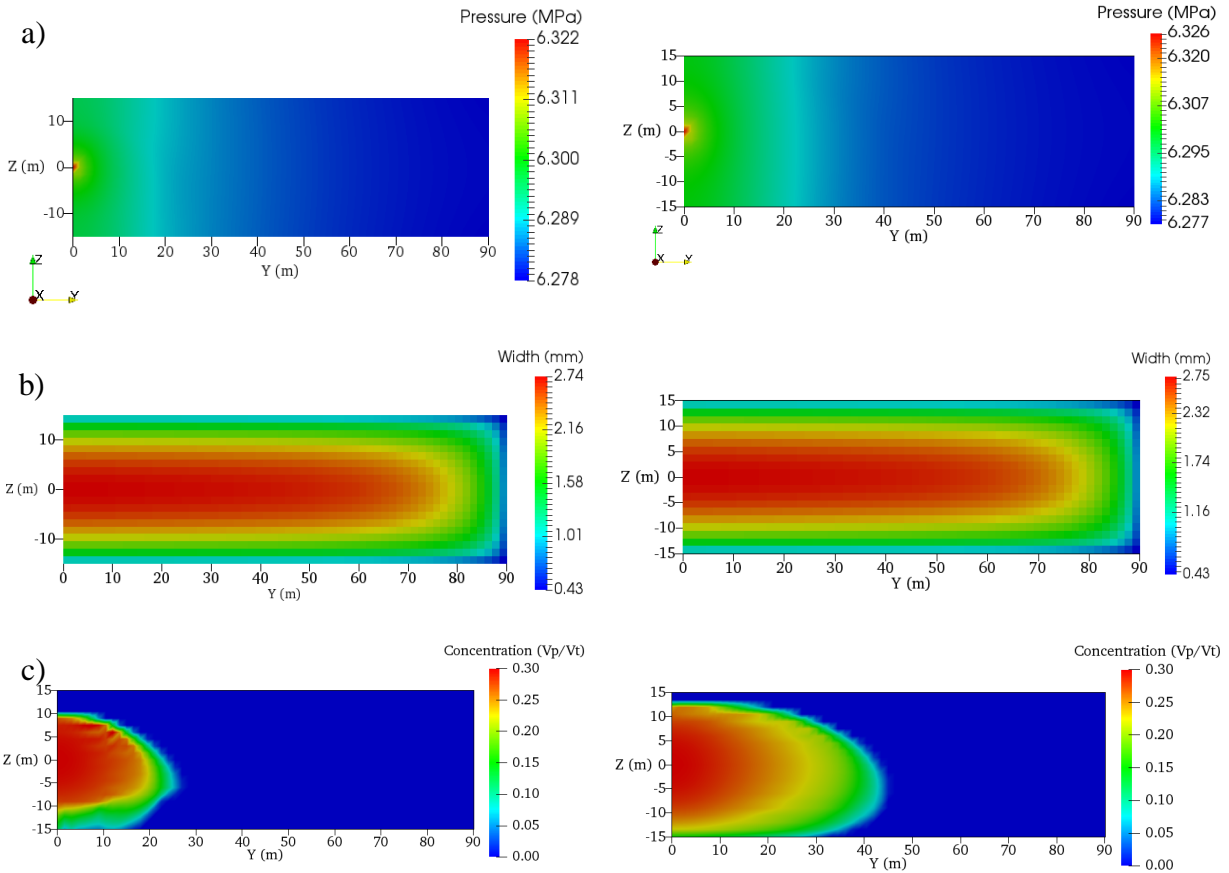 a)
Pressure (MPa)
6.322
6.311
6.300
6.289
6.278
10
Z (m) 0
-10
0 10 20 30 40 50 60 70 80 90
Y (m)
Z
X Y
Pressure (MPa)
6.326
6.320
6.307
6.295
6.283
6.277
15
10
5
Z (m) 0
-5
-10
-15
0 10 20 30 40 50 60 70 80 90
Y (m)
Z
X Y
b)
Width (mm)
2.74
2.16
1.58
1.01
0.43
10
Z (m) 0
-10
0 10 20 30 40 50 60 70 80 90
Y (m)
Width (mm)
2.75
2.32
1.74
1.16
0.43
15
10
5
Z (m) 0
-5
-10
-15
0 10 20 30 40 50 60 70 80 90
Y (m)
c)
Concentration (Vp/Vt)
0.30
0.25
0.20
0.15
0.10
0.05
0.00
15
10
5
Z (m) 0
-5
-10
-15
0 10 20 30 40 50 60 70 80 90
Y (m)
Concentration (Vp/Vt)
0.30
0.25
0.20
0.15
0.10
0.05
0.00
15
10
5
Z (m) 0
-5
-10
-15
0 10 20 30 40 50 60 70 80 90
Y (m)